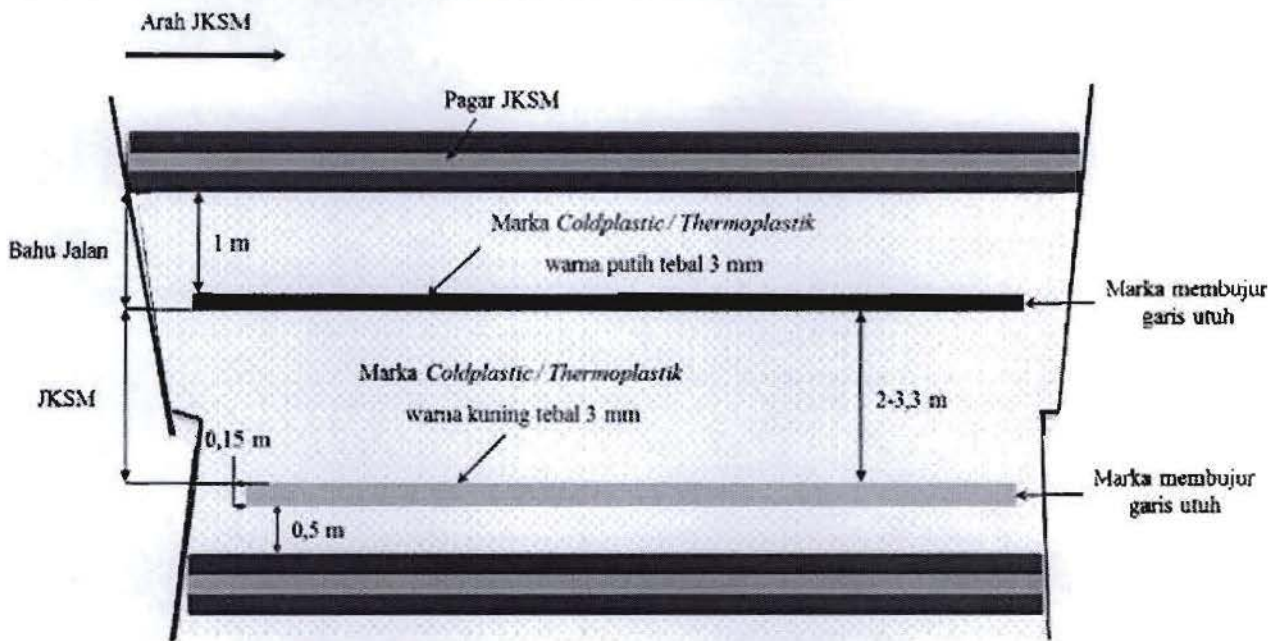 Arah JKSM
Pagar JKSM
Marka Coldplastic / Thermoplastik
warna putih tebal 3 mm
1 m
Bahu Jalan
Marka membujur
garis utuh
Marka Coldplastic / Thermoplastik
warna kuning tebal 3 mm
JKSM
2-3,3 m
0,15 m
Marka membujur
garis utuh
0,5 m